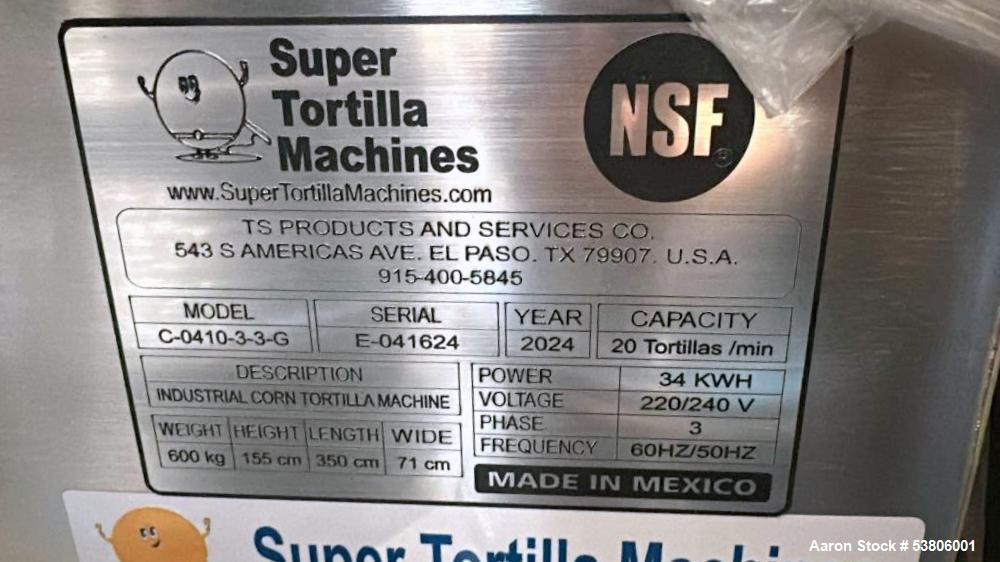 Super
Tortilla
Machines
NSF
®
www.SuperTortillaMachines.com
TS PRODUCTS AND SERVICES CO.
543 S AMERICAS AVE. EL PASO. TX 79907. U.S.A.
915-400-5845
MODEL SERIAL YEAR CAPACITY
C-0410-3-3-G E-041624 2024 20 Tortillas /min
DESCRIPTION
INDUSTRIAL CORN TORTILLA MACHINE
WEIGHT HEIGHT LENGTH WIDE
600 kg 155 cm 350 cm 71 cm
POWER 34 KWH
VOLTAGE 220/240 V
PHASE 3
FREQUENCY 60HZ/50HZ
MADE IN MEXICO
Super Tortilla Machin
Aaron Stock # 53806001